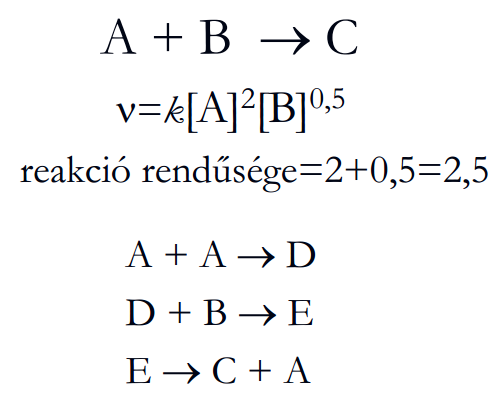 A + B → C
ν=k[A]²[B]⁰,⁵
reakció rendűsége=2+0,5=2,5
A + A → D
D + B → E
E → C + A